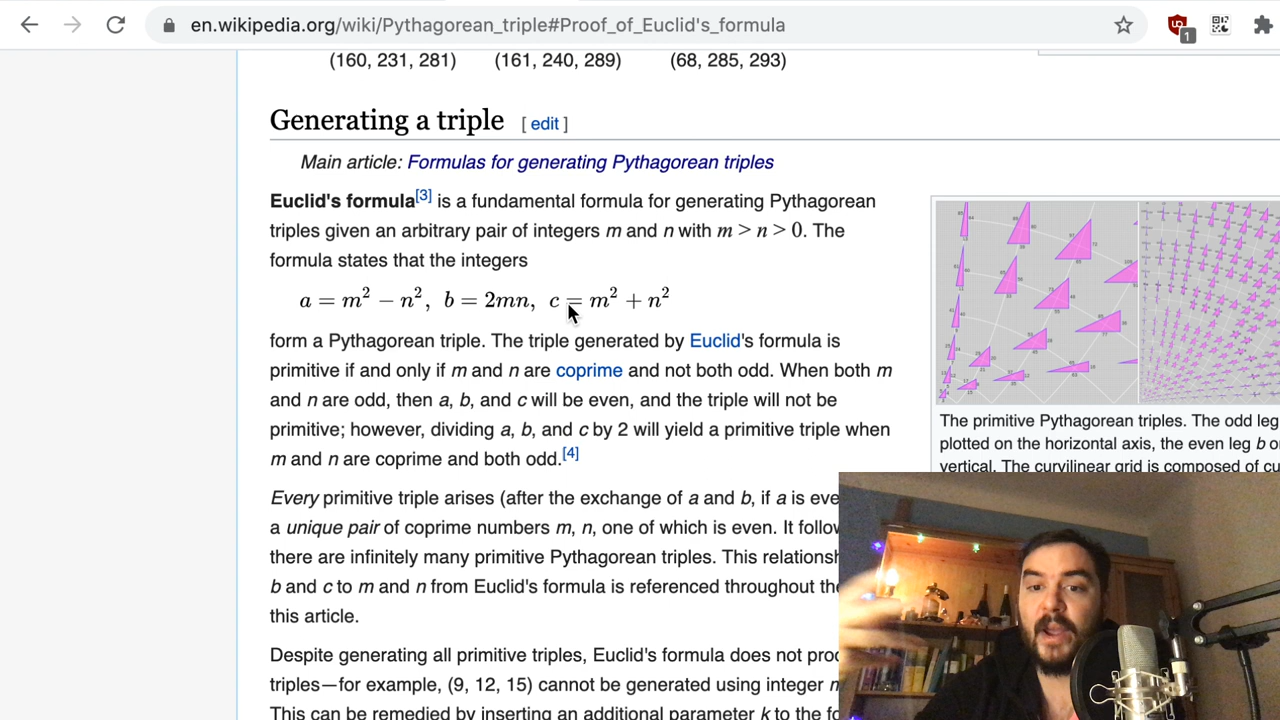 en.wikipedia.org/wiki/Pythagorean_triple#Proof_of_Euclid's_formula
1
(160, 231, 281) (161, 240, 289) (68, 285, 293)
Generating a triple [ edit ]
Main article: Formulas for generating Pythagorean triples
Euclid's formula[3] is a fundamental formula for generating Pythagorean
triples given an arbitrary pair of integers m and n with m > n > 0. The
formula states that the integers
a = m² − n², b = 2mn, c = m² + n²
form a Pythagorean triple. The triple generated by Euclid's formula is
primitive if and only if m and n are coprime and not both odd. When both m
and n are odd, then a, b, and c will be even, and the triple will not be
primitive; however, dividing a, b, and c by 2 will yield a primitive triple when
m and n are coprime and both odd.[4]
Every primitive triple arises (after the exchange of a and b, if a is eve
a unique pair of coprime numbers m, n, one of which is even. It follow
there are infinitely many primitive Pythagorean triples. This relationsh
b and c to m and n from Euclid's formula is referenced throughout the
this article.
Despite generating all primitive triples, Euclid's formula does not proc
triples—for example, (9, 12, 15) cannot be generated using integer
This can be remedied by inserting an additional parameter k to the fo
The primitive Pythagorean triples. The odd leg
plotted on the horizontal axis, the even leg b o
vertical. The curvilinear grid is composed of cu